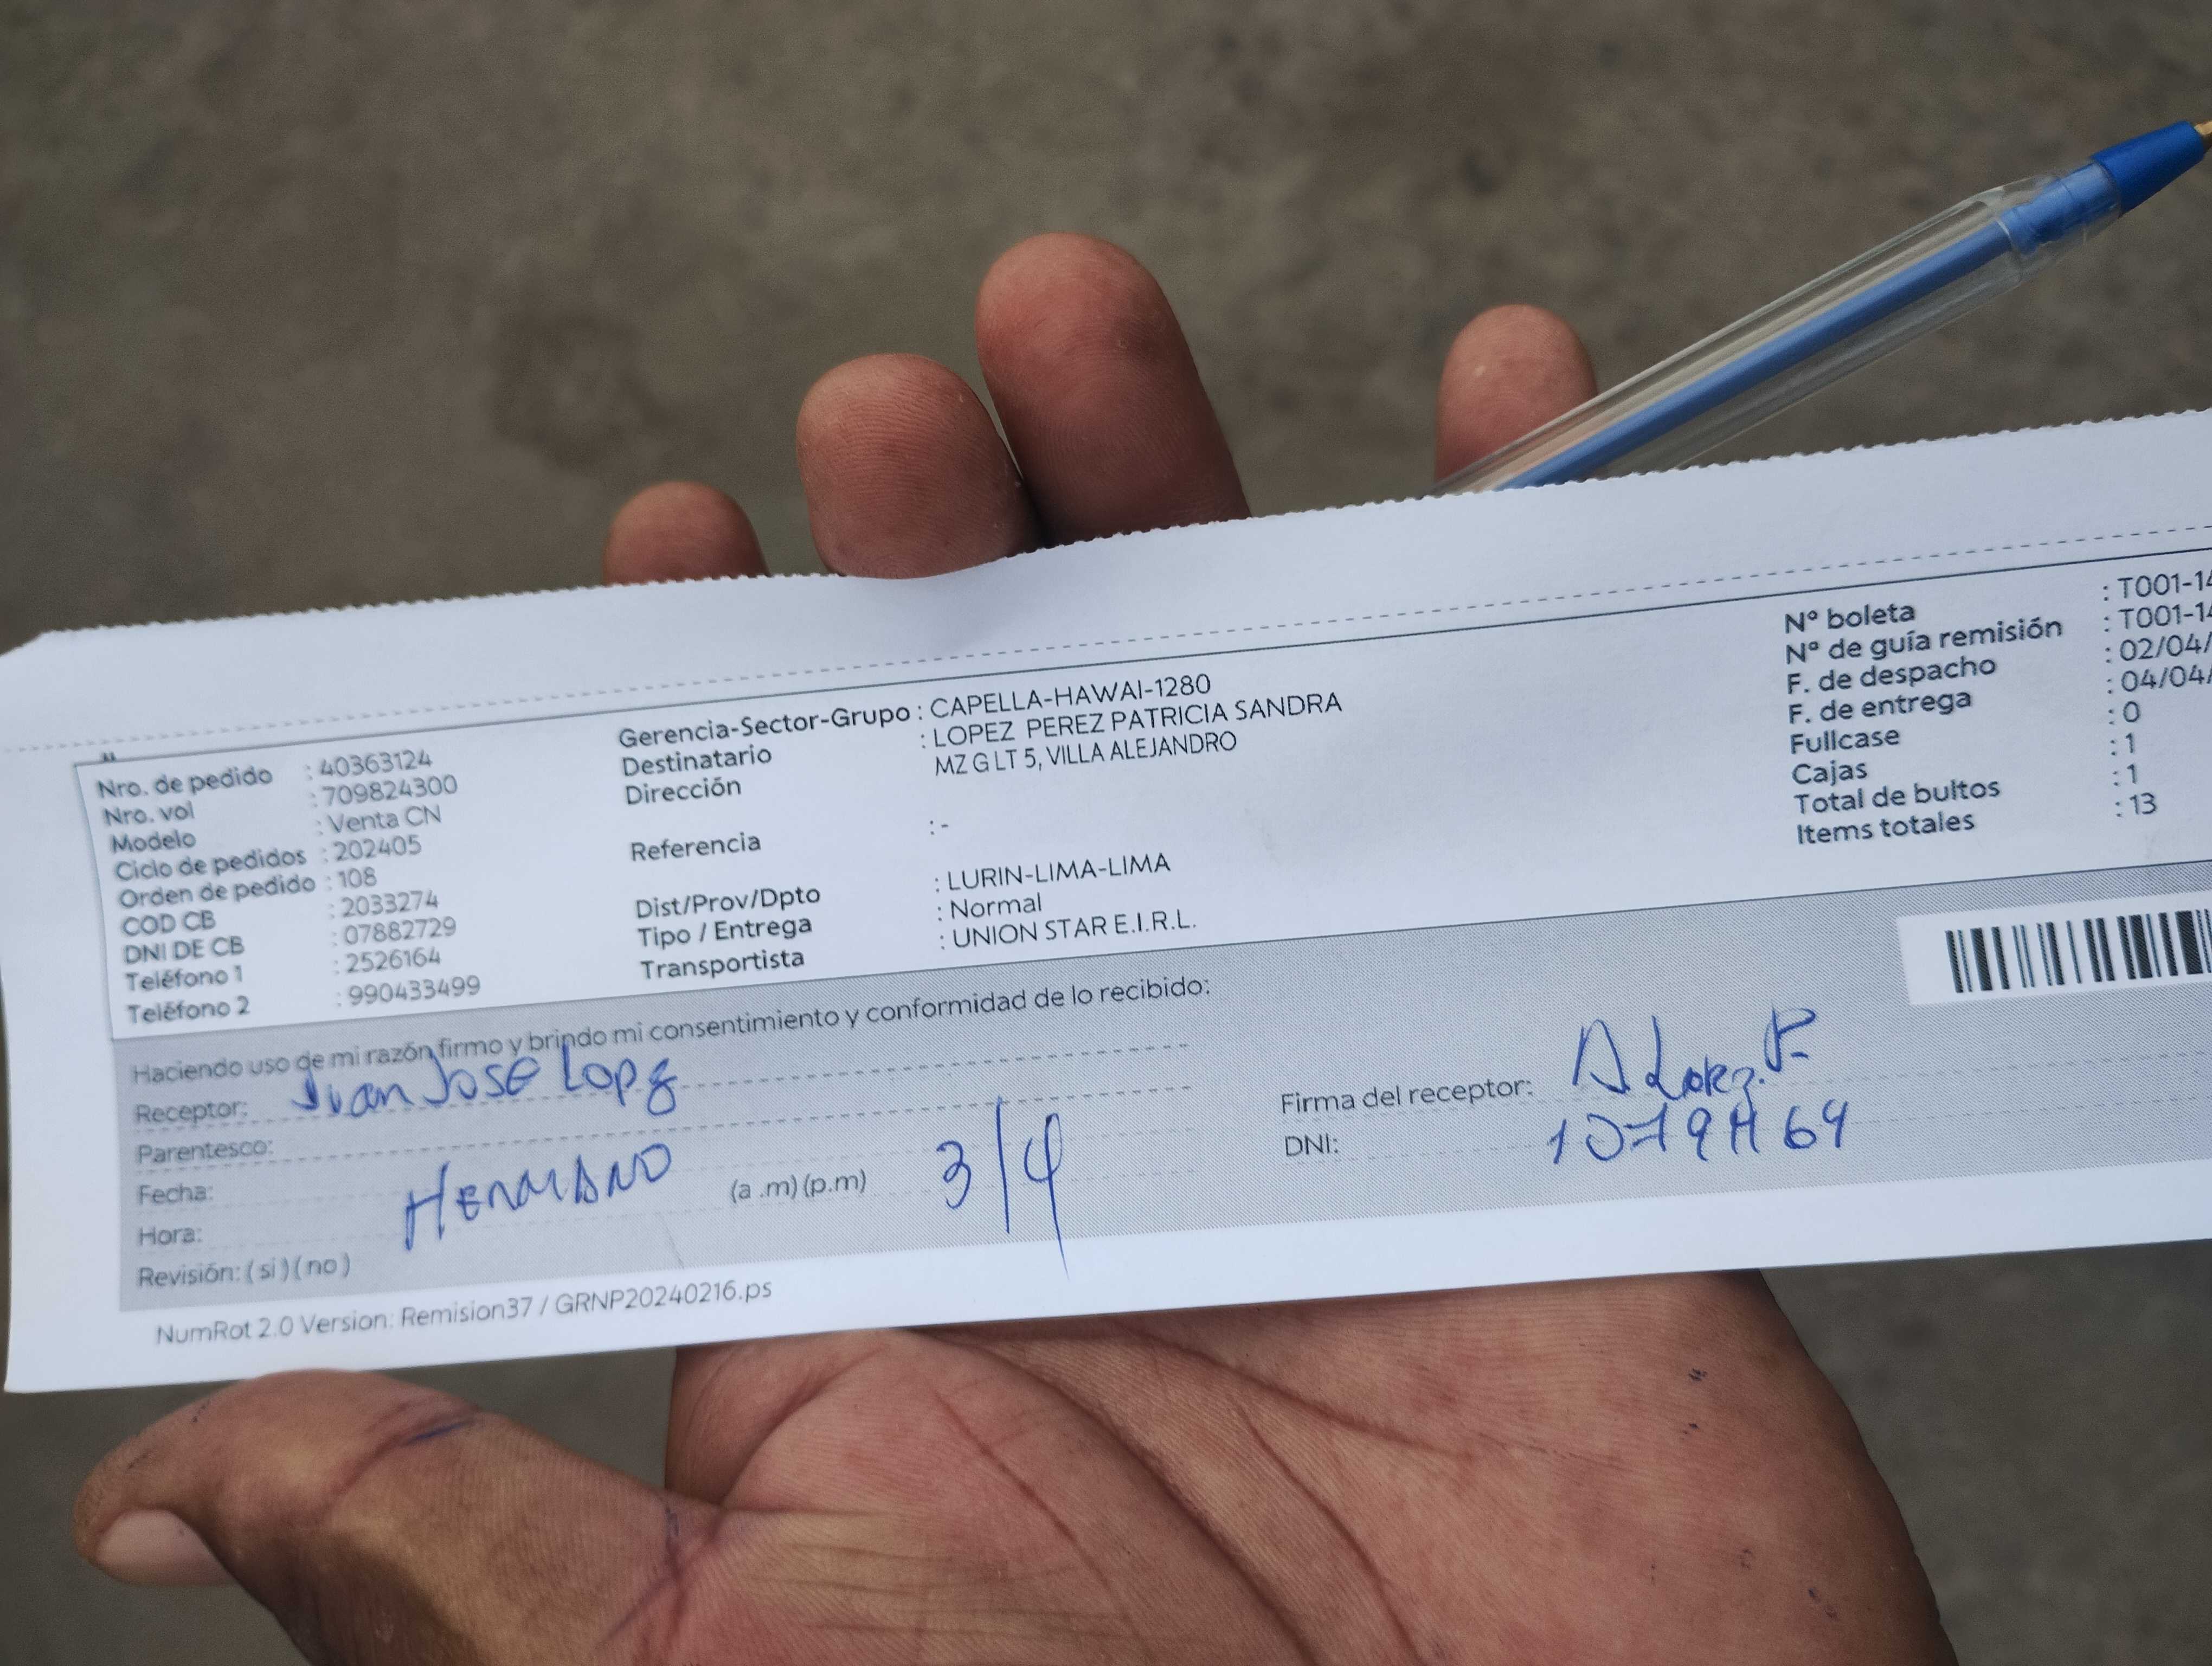 Nro. de pedido : 40363124
Nro. vol : 709824300
Modelo : Venta CN
Ciclo de pedidos : 202405
Orden de pedido : 108
COD CB : 2033274
DNI DE CB : 07882729
Teléfono 1 : 2526164
Teléfono 2 : 990433499
Gerencia-Sector-Grupo : CAPELLA-HAWAI-1280
Destinatario : LOPEZ PEREZ PATRICIA SANDRA
Dirección MZ G LT 5, VILLA ALEJANDRO
Referencia : -
Dist/Prov/Dpto : LURIN-LIMA-LIMA
Tipo / Entrega : Normal
Transportista : UNION STAR E.I.R.L.
Nº boleta : T001-14
Nº de guía remisión : T001-14
F. de despacho : 02/04/
F. de entrega : 04/04/
Fullcase : 0
Cajas : 1
Total de bultos : 1
Items totales : 13
Haciendo uso de mi razón firmo y brindo mi consentimiento y conformidad de lo recibido:
Receptor: Juan José
Parentesco:
Fecha: HERMANO
Hora: (a .m) (p.m) 3/4
Revisión: ( si ) ( no )
Firma del receptor:
DNI:
NumRot 2.0 Version: Remision37 / GRNP20240216.ps